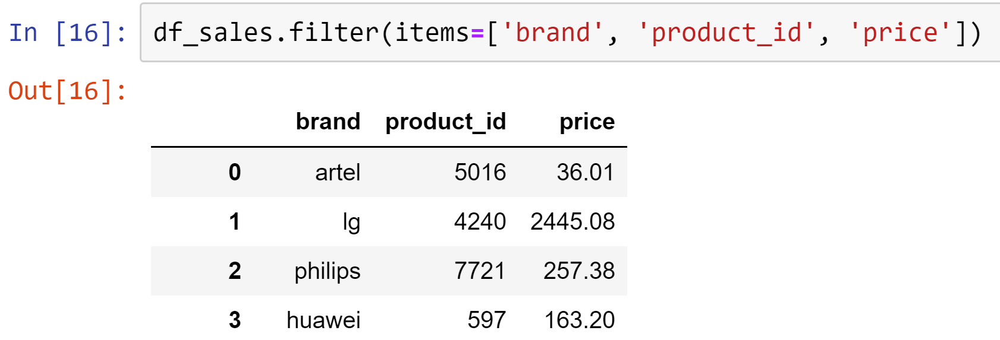 In [16]: df_sales.filter(items=['brand', 'product_id', 'price'])
Out[16]:
brand product_id price
0 artel 5016 36.01
1 lg 4240 2445.08
2 philips 7721 257.38
3 huawei 597 163.20